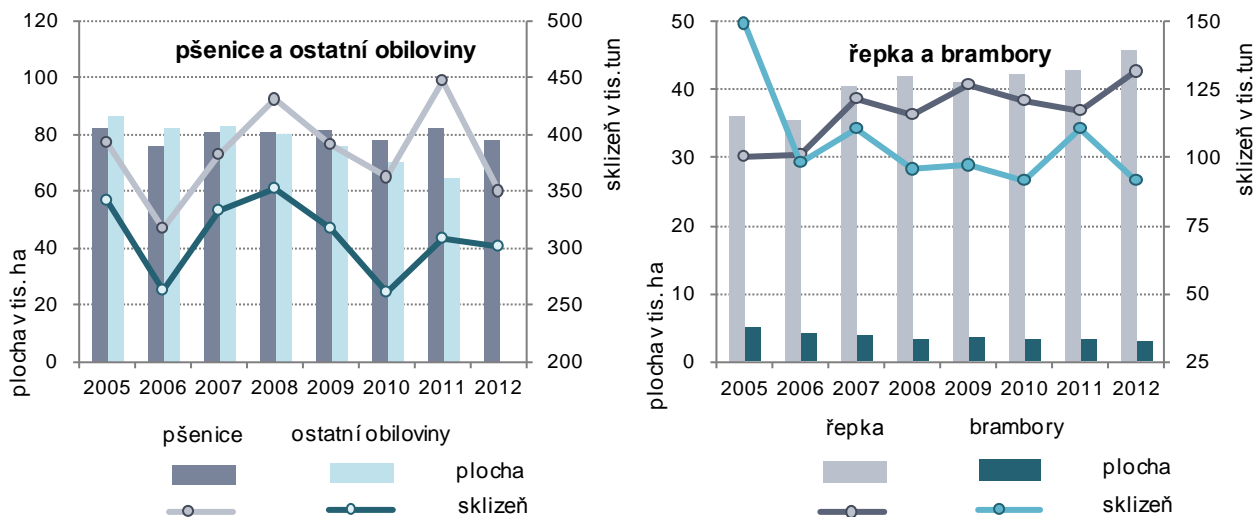 pšenice a ostatní obiloviny
plocha v tis. ha
120
100
80
60
40
20
0
sklizeň v tis. tun
500
450
400
350
300
250
200
2005 2006 2007 2008 2009 2010 2011 2012
pšenice ostatní obiloviny
plocha
sklizeň
řepka a brambory
plocha v tis. ha
50
40
30
20
10
0
sklizeň v tis. tun
150
125
100
75
50
25
2005 2006 2007 2008 2009 2010 2011 2012
řepka brambory
plocha
sklizeň